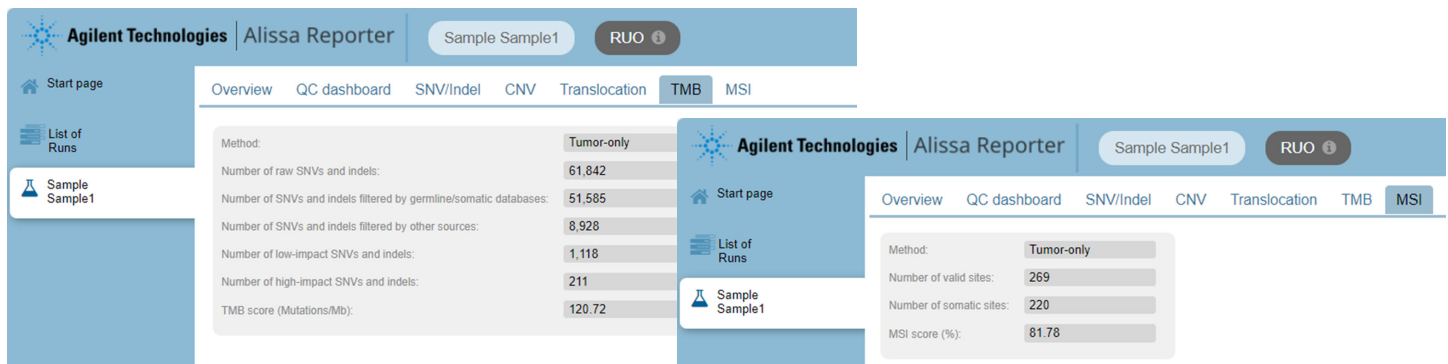 Agilent Technologies Alissa Reporter Sample Sample1 RUO
Start page
List of
Runs
Sample
Sample1
Overview QC dashboard SNV/Indel CNV Translocation TMB MSI
Method: Tumor-only
Number of raw SNVs and indels: 61,842
Number of SNVs and indels filtered by germline/somatic databases: 51,585
Number of SNVs and indels filtered by other sources: 8,928
Number of low-impact SNVs and indels: 1,118
Number of high-impact SNVs and indels: 211
TMB score (Mutations/Mb): 120.72
Agilent Technologies Alissa Reporter Sample Sample1 RUO
Start page
List of
Runs
Sample
Sample1
Overview QC dashboard SNV/Indel CNV Translocation TMB MSI
Method: Tumor-only
Number of valid sites: 269
Number of somatic sites: 220
MSI score (%): 81.78